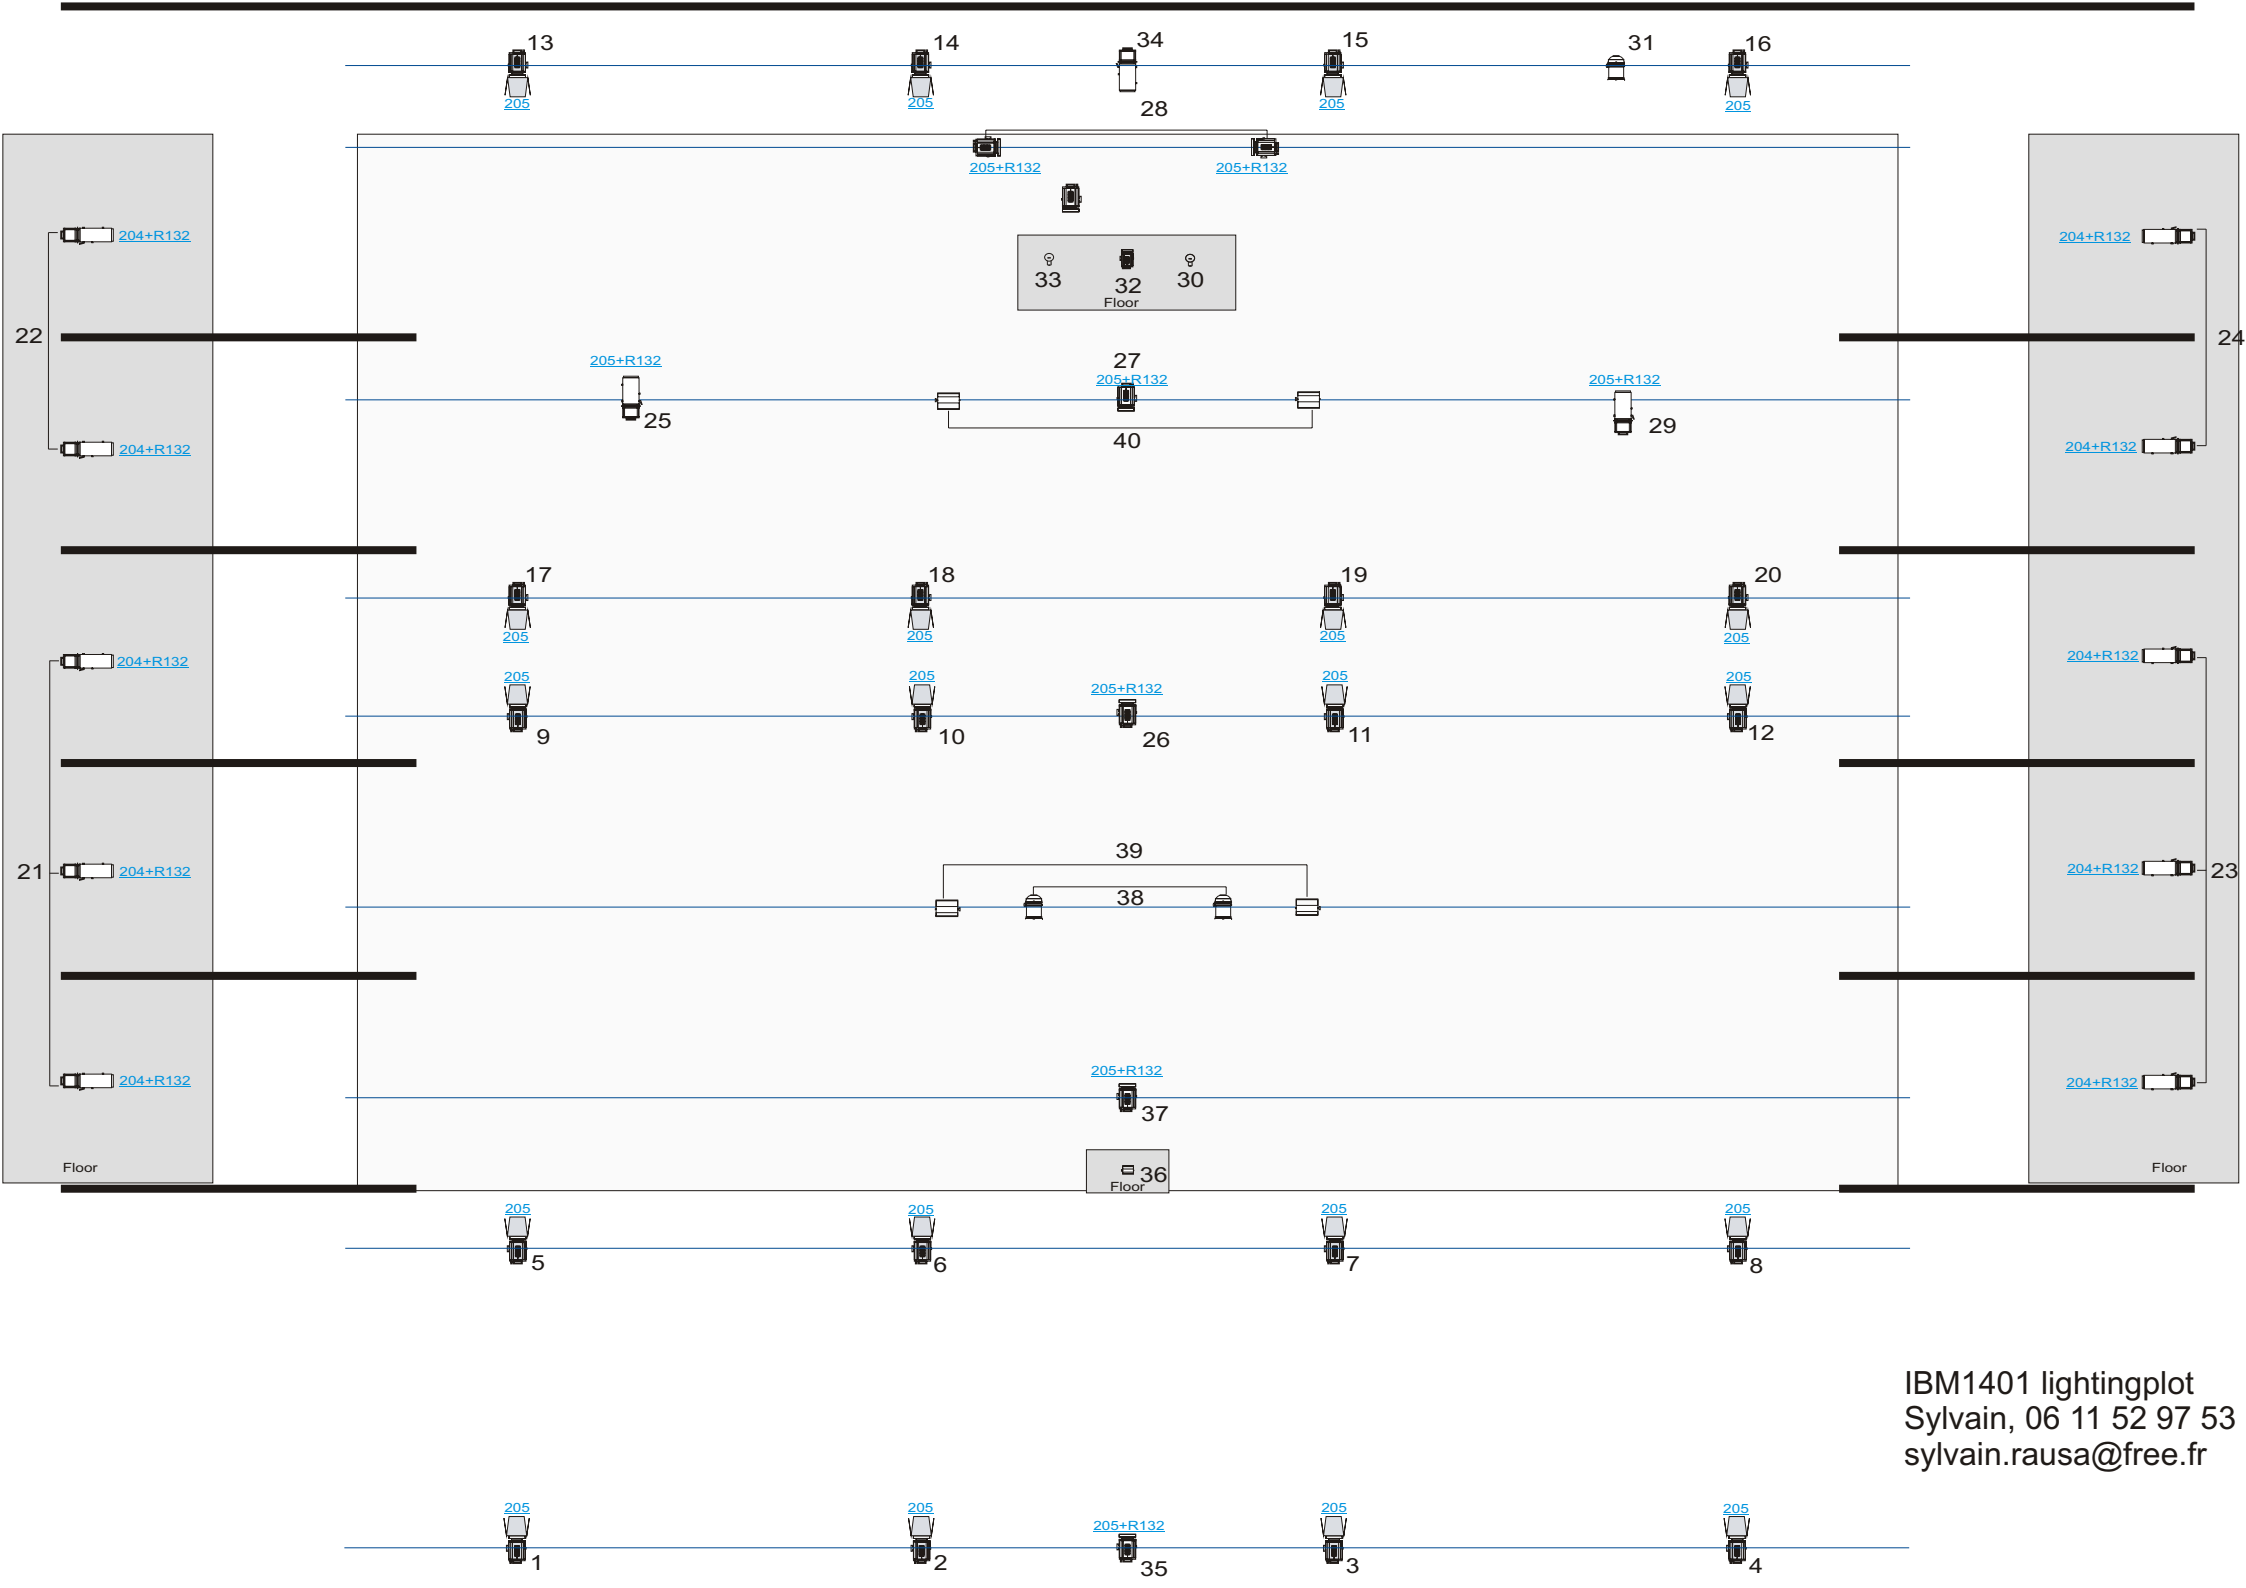 13 14 34 15 31 16
205 205 28 205 205
205+R132 205+R132
204+R132 204+R132
33 32 30
Floor
22 24
205+R132 27 205+R132
205+R132
25 29
40
204+R132 204+R132
17 18 19 20
205 205 205 205
204+R132 204+R132
205 205 205+R132 205 205
9 10 26 11 12
39
21 204+R132 204+R132 23
38
205+R132
204+R132 204+R132
37
Floor 36 Floor
Floor
205 205 205 205
5 6 7 8
IBM1401 lightingplot
Sylvain, 06 11 52 97 53
sylvain.rausa@free.fr
205 205 205+R132 205 205
1 2 35 3 4